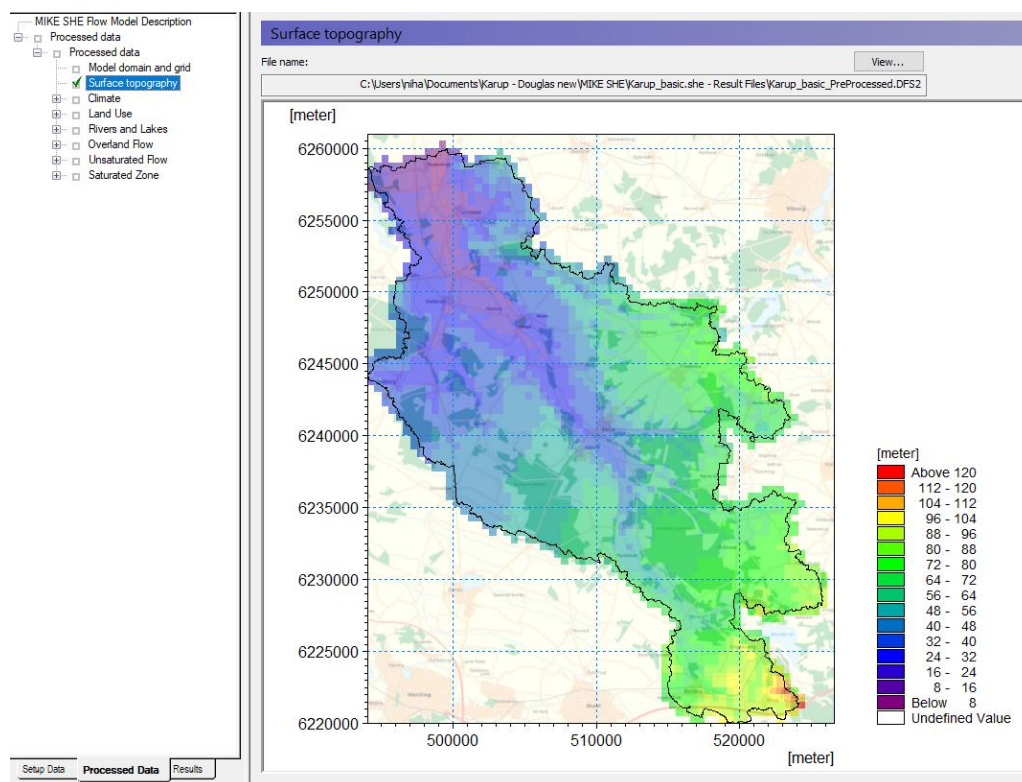 MIKE SHE Flow Model Description
Processed data
Processed data
Model domain and grid
Surface topography
Climate
Land Use
Rivers and Lakes
Overland Flow
Unsaturated Flow
Saturated Zone
Setup Data
Processed Data
Results
Surface topography
File name:
View...
C:\Users\niha\Documents\Karup - Douglas new\MIKE SHE\Karup_basic.she - Result Files\Karup_basic_PreProcessed.DFS2
[meter]
6260000
6255000
6250000
6245000
6240000
6235000
6230000
6225000
6220000
500000
510000
520000
[meter]
Viborg
Herning
[meter]
Above 120
112 - 120
104 - 112
96 - 104
88 - 96
80 - 88
72 - 80
64 - 72
56 - 64
48 - 56
40 - 48
32 - 40
24 - 32
16 - 24
8 - 16
Below 8
Undefined Value